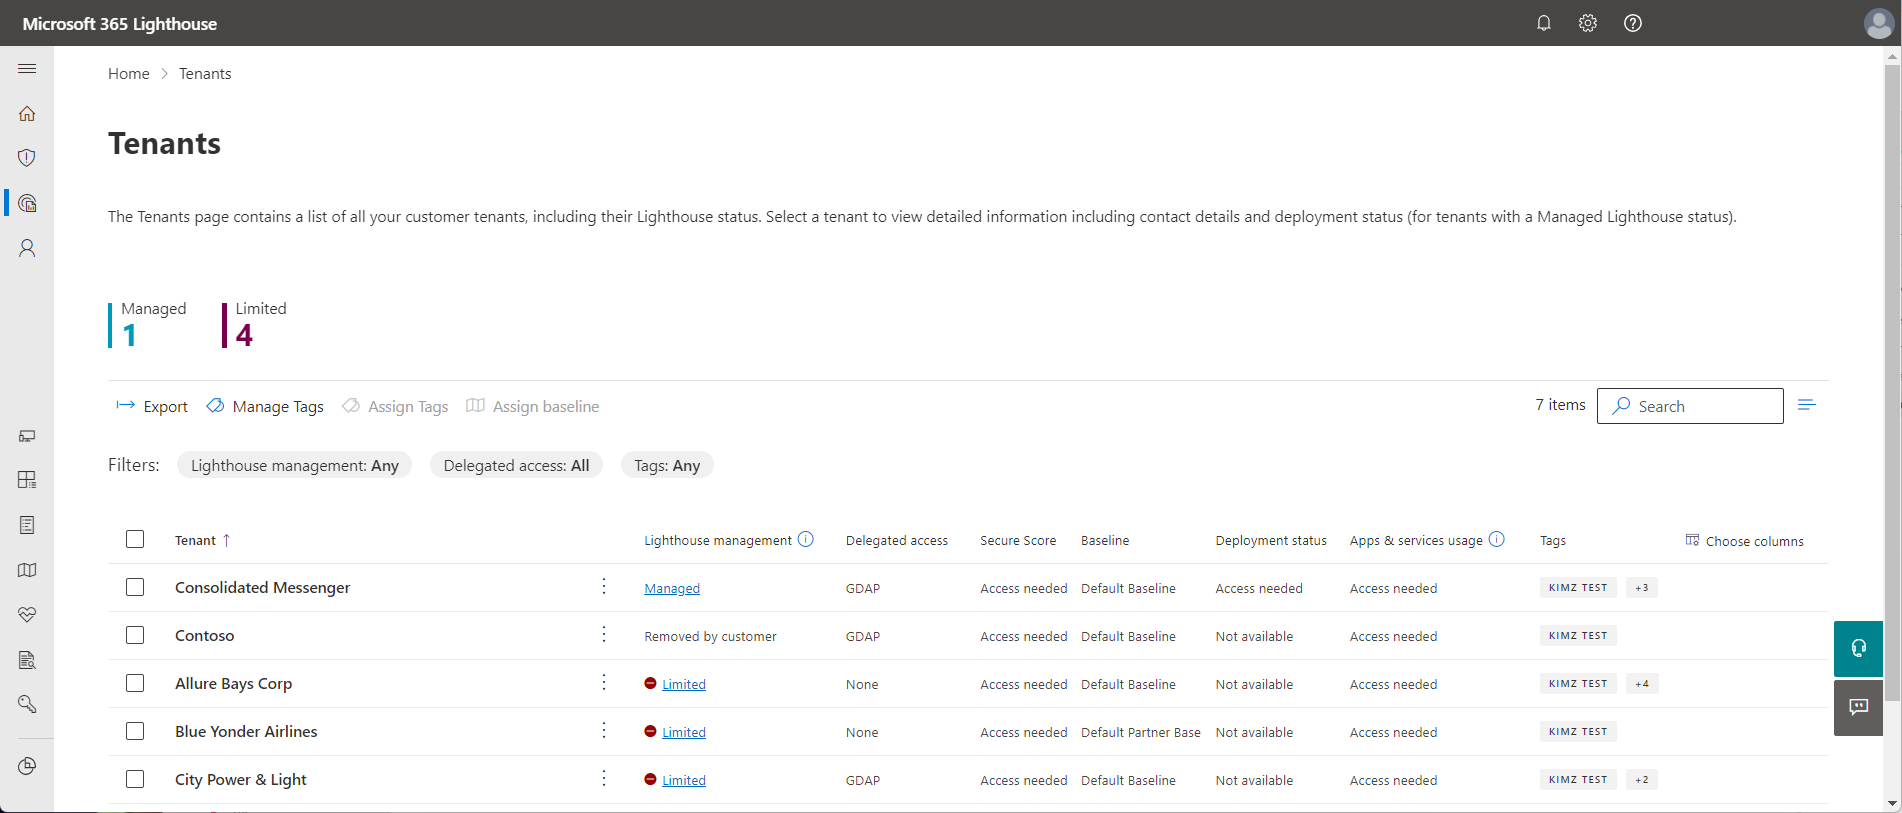 Microsoft 365 Lighthouse
Home > Tenants
Tenants
The Tenants page contains a list of all your customer tenants, including their Lighthouse status. Select a tenant to view detailed information including contact details and deployment status (for tenants with a Managed Lighthouse status).
Managed Limited
1 4
Export Manage Tags Assign Tags Assign baseline 7 items Search
Filters: Lighthouse management: Any Delegated access: All Tags: Any
Tenant ↑ Lighthouse management Delegated access Secure Score Baseline Deployment status Apps & services usage Tags Choose columns
Consolidated Messenger Managed GDAP Access needed Default Baseline Access needed Access needed KIMZ TEST +3
Contoso Removed by customer GDAP Access needed Default Baseline Not available Access needed KIMZ TEST
Allure Bays Corp Limited None Access needed Default Baseline Not available Access needed KIMZ TEST +4
Blue Yonder Airlines Limited None Access needed Default Partner Base Not available Access needed KIMZ TEST
City Power & Light Limited GDAP Access needed Default Baseline Not available Access needed KIMZ TEST +2